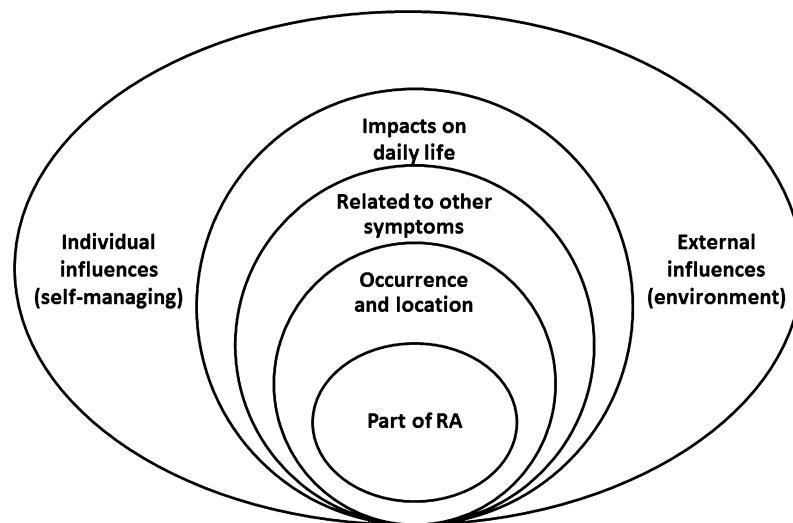 Impacts on
daily life
Related to other
symptoms
Individual
influences
(self-managing)
External
influences
(environment)
Occurrence
and location
Part of RA